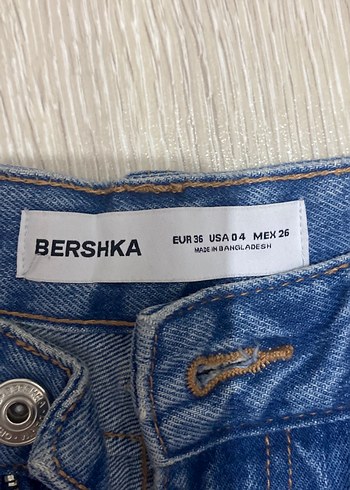 BERSHKA
EUR 36 USA 04 MEX 26
MADE IN BANGLADESH